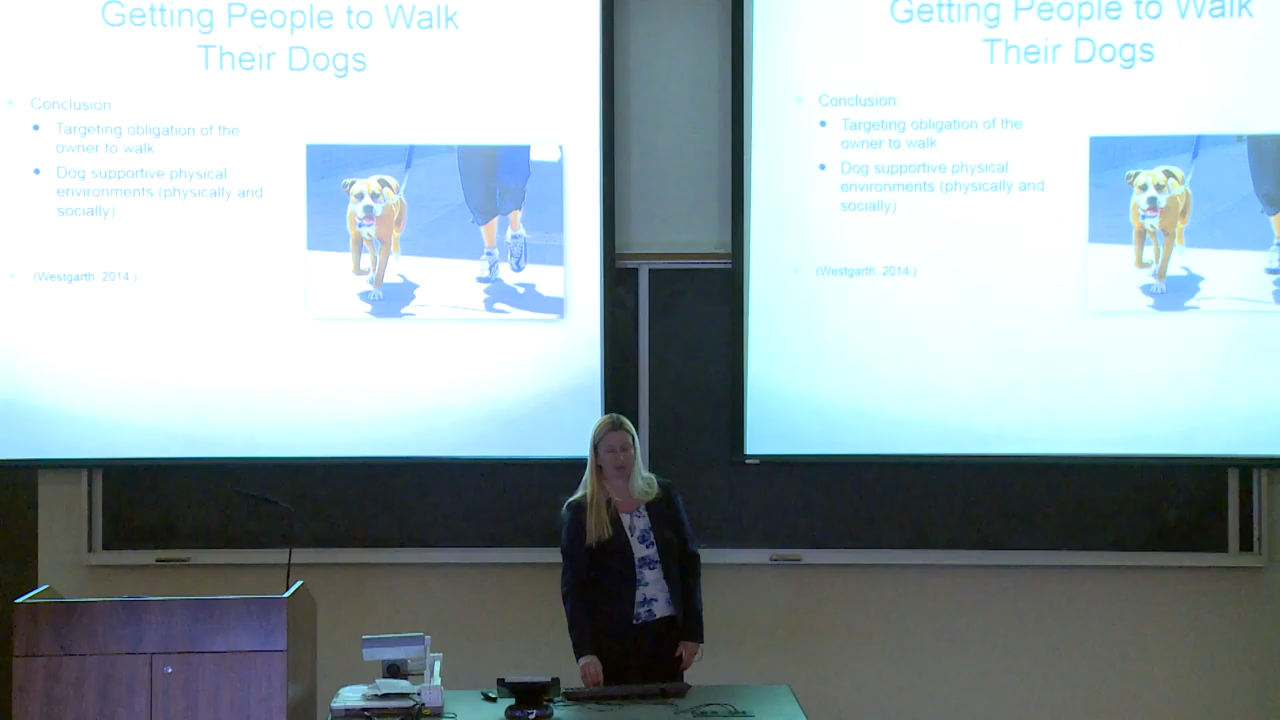 Getting People to Walk
Their Dogs
Conclusion
Targeting obligation of the
owner to walk
Dog supportive physical
environments (physically and
socially)
(Westgarth, 2014.)
Getting People to Walk
Their Dogs
Conclusion:
Targeting obligation of the
owner to walk
Dog supportive physical
environments (physically and
socially)
(Westgarth, 2014.)